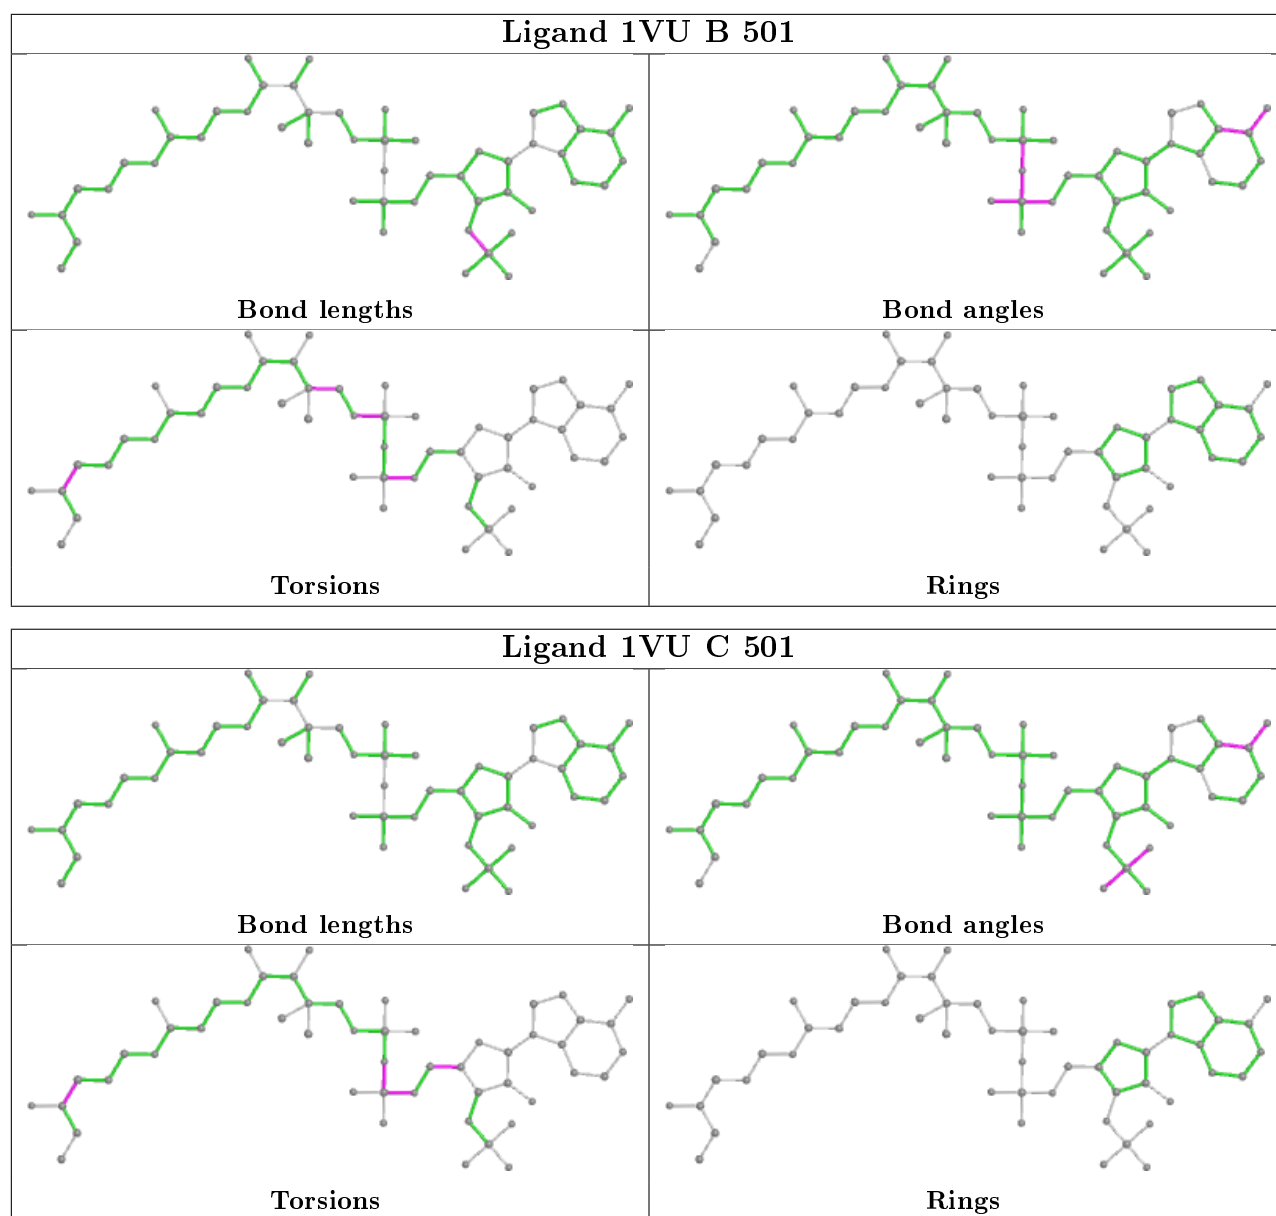 Ligand 1VU B 501
Bond lengths
Bond angles
Torsions
Rings
Ligand 1VU C 501
Bond lengths
Bond angles
Torsions
Rings